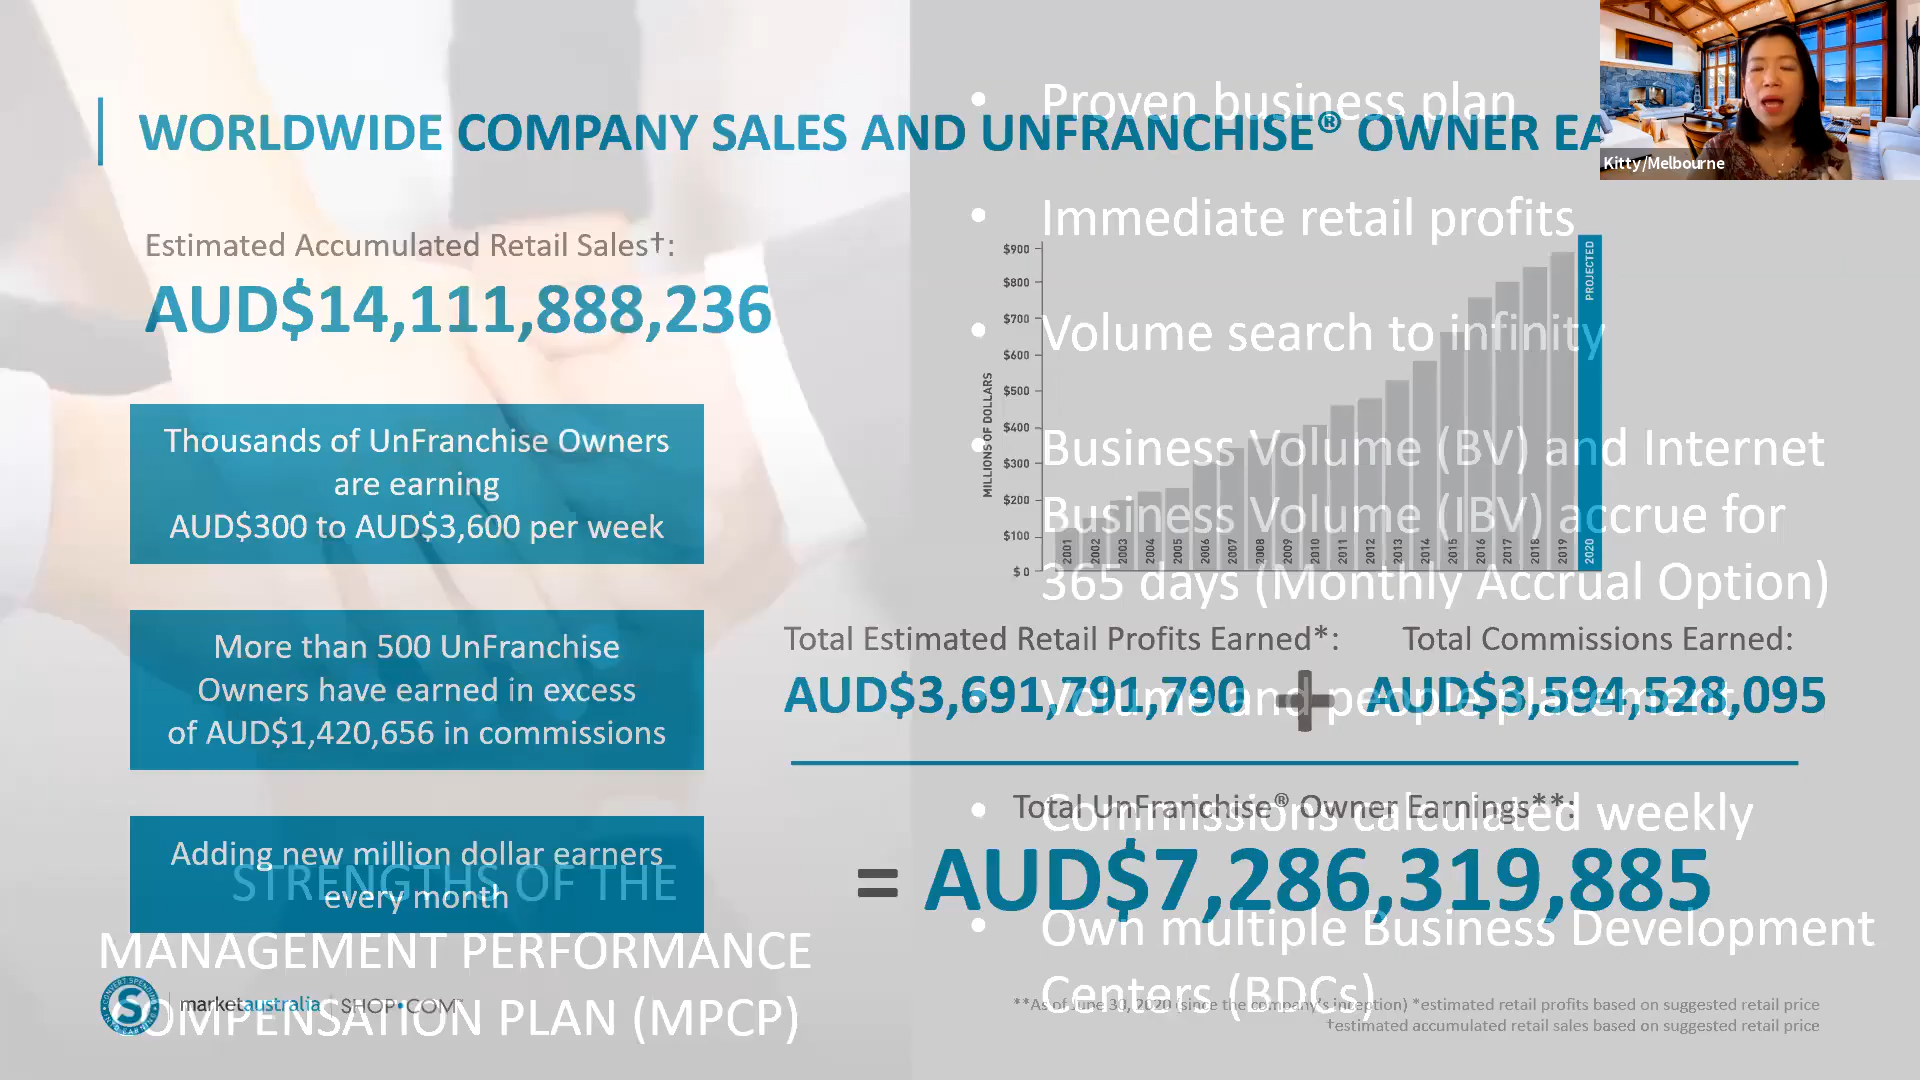 WORLDWIDE COMPANY SALES AND UNFRANCHISE® OWNER EA
Estimated Accumulated Retail Sales†:
AUD$14,111,888,236
Thousands of UnFranchise Owners
are earning
AUD$300 to AUD$3,600 per week
More than 500 UnFranchise
Owners have earned in excess
of AUD$1,420,656 in commissions
Adding new million dollar earners
every month
STRENGTHS OF THE
MANAGEMENT PERFORMANCE
COMPENSATION PLAN (MPCP)
marketaustralia | SHOP•COM
• Proven business plan
• Immediate retail profits
• Volume search to infinity
• Business Volume (BV) and Internet
Business Volume (IBV) accrue for
365 days (Monthly Accrual Option)
• Volume and people placement
• Commissions calculated weekly
• Own multiple Business Development
Centers (BDCs)
MILLIONS OF DOLLARS
$900
$800
$700
$600
$500
$400
$300
$200
$100
$0
2001
2002
2003
2004
2005
2006
2007
2008
2009
2010
2011
2012
2013
2014
2015
2016
2017
2018
2019
2020
PROJECTED
Total Estimated Retail Profits Earned*:
AUD$3,691,791,790
+
Total Commissions Earned:
AUD$3,594,528,095
Total UnFranchise® Owner Earnings**:
= AUD$7,286,319,885
**As of June 30, 2020 (since the company's inception) *estimated retail profits based on suggested retail price
†estimated accumulated retail sales based on suggested retail price
Kitty/Melbourne